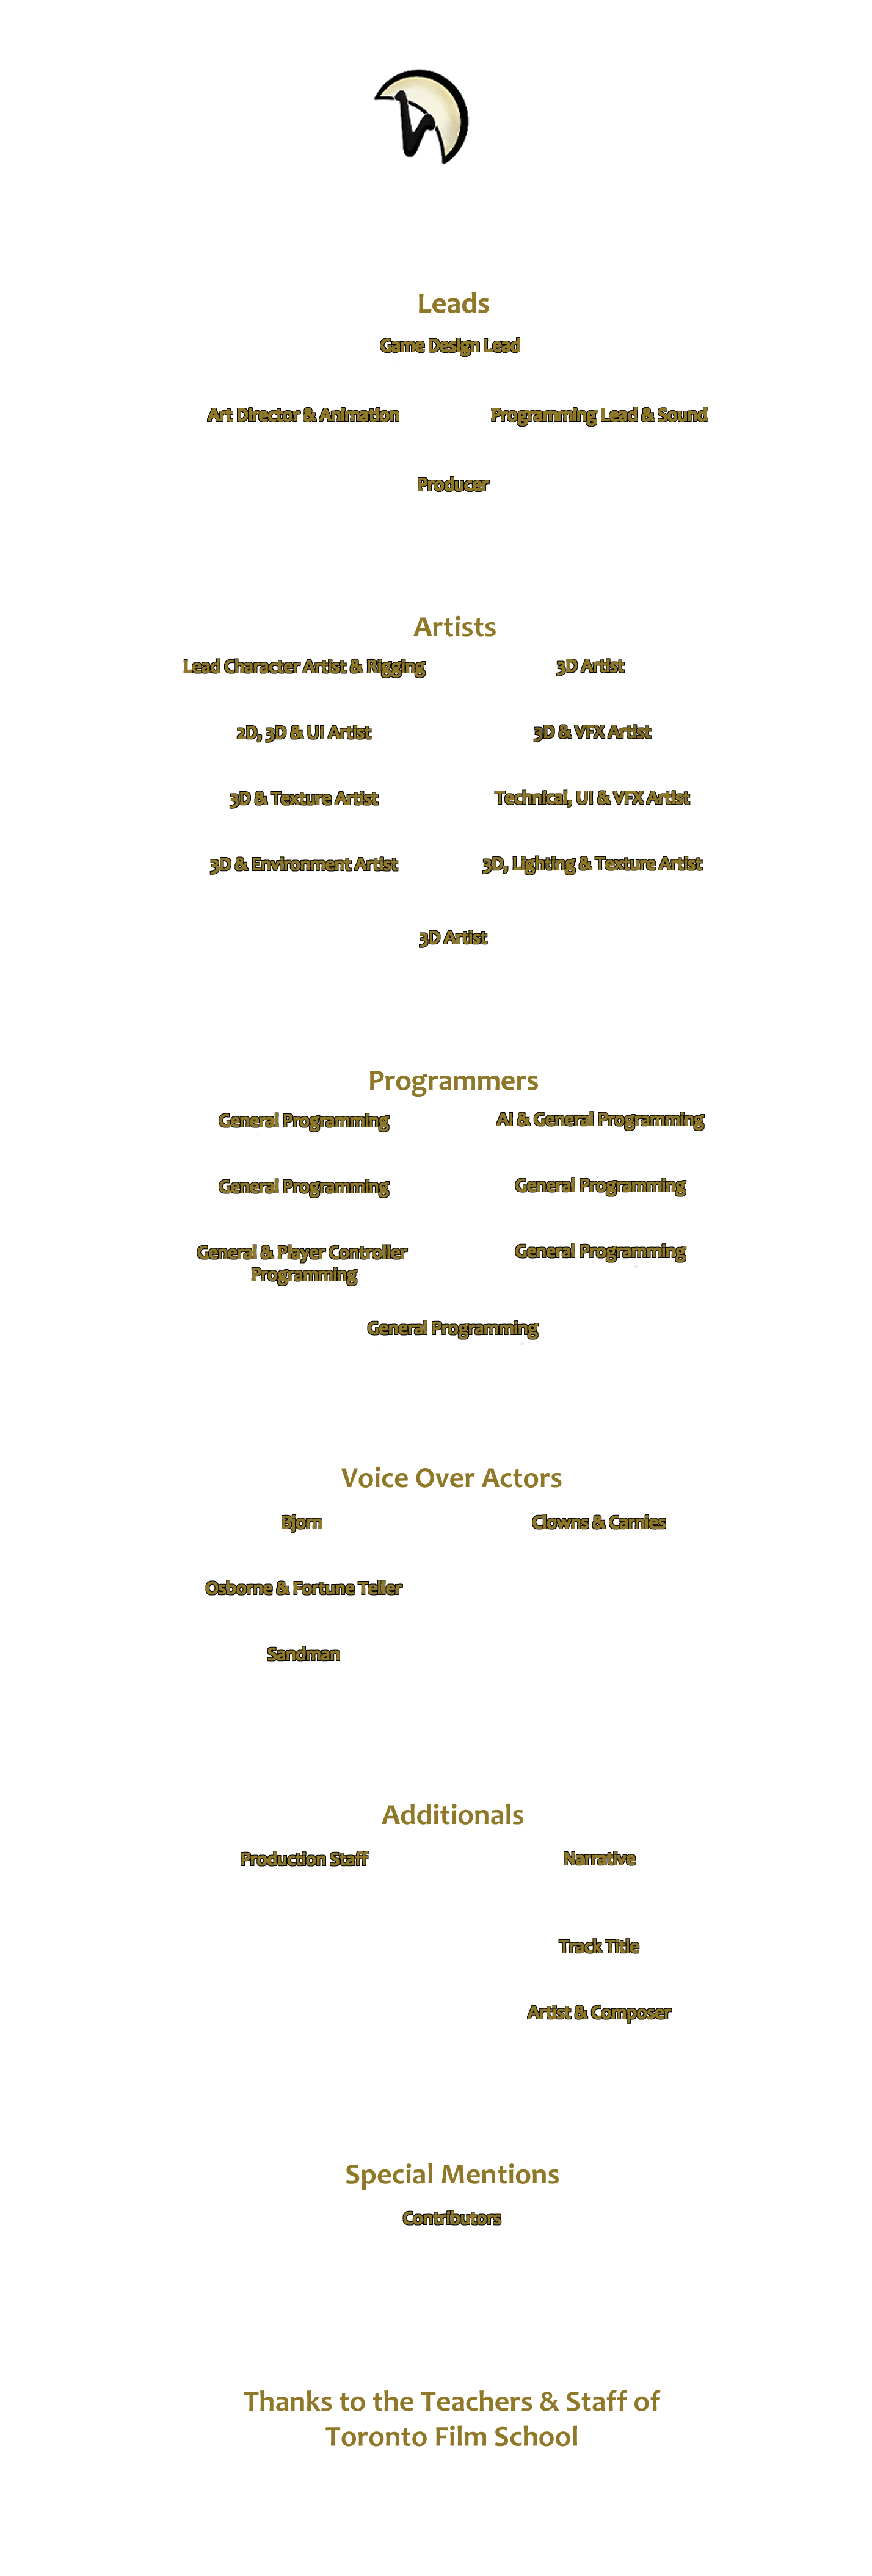 Leads
Game Design Lead
Art Director & Animation
Programming Lead & Sound
Producer
Artists
Lead Character Artist & Rigging
3D Artist
2D, 3D & UI Artist
3D & VFX Artist
3D & Texture Artist
Technical, UI & VFX Artist
3D & Environment Artist
3D, Lighting & Texture Artist
3D Artist
Programmers
General Programming
AI & General Programming
General Programming
General Programming
General & Player Controller
Programming
General Programming
General Programming
Voice Over Actors
Bjorn
Clowns & Carnies
Osborne & Fortune Teller
Sandman
Additionals
Production Staff
Narrative
Track Title
Artist & Composer
Special Mentions
Contributors
Thanks to the Teachers & Staff of
Toronto Film School